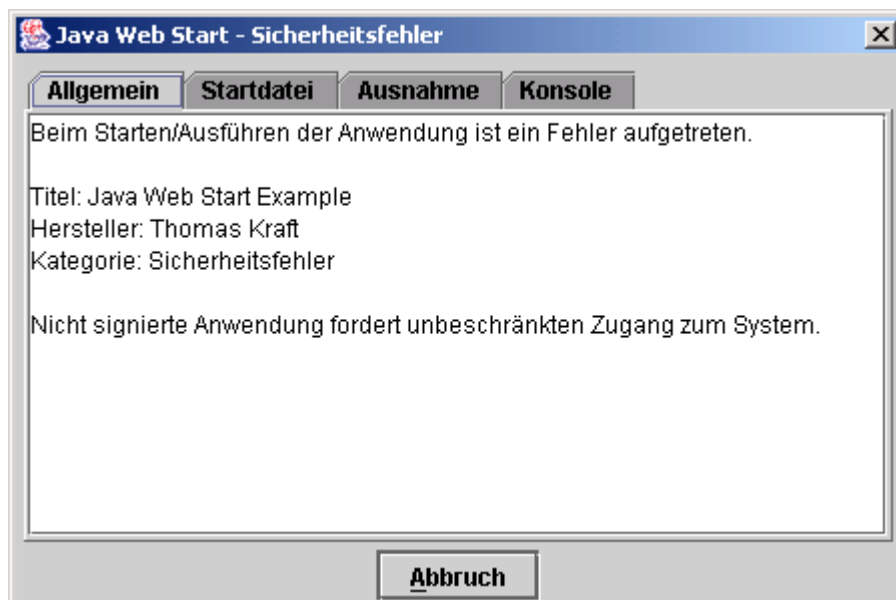 Java Web Start - Sicherheitsfehler
Allgemein Startdatei Ausnahme Konsole
Beim Starten/Ausführen der Anwendung ist ein Fehler aufgetreten.
Titel: Java Web Start Example
Hersteller: Thomas Kraft
Kategorie: Sicherheitsfehler
Nicht signierte Anwendung fordert unbeschränkten Zugang zum System.
Abbruch